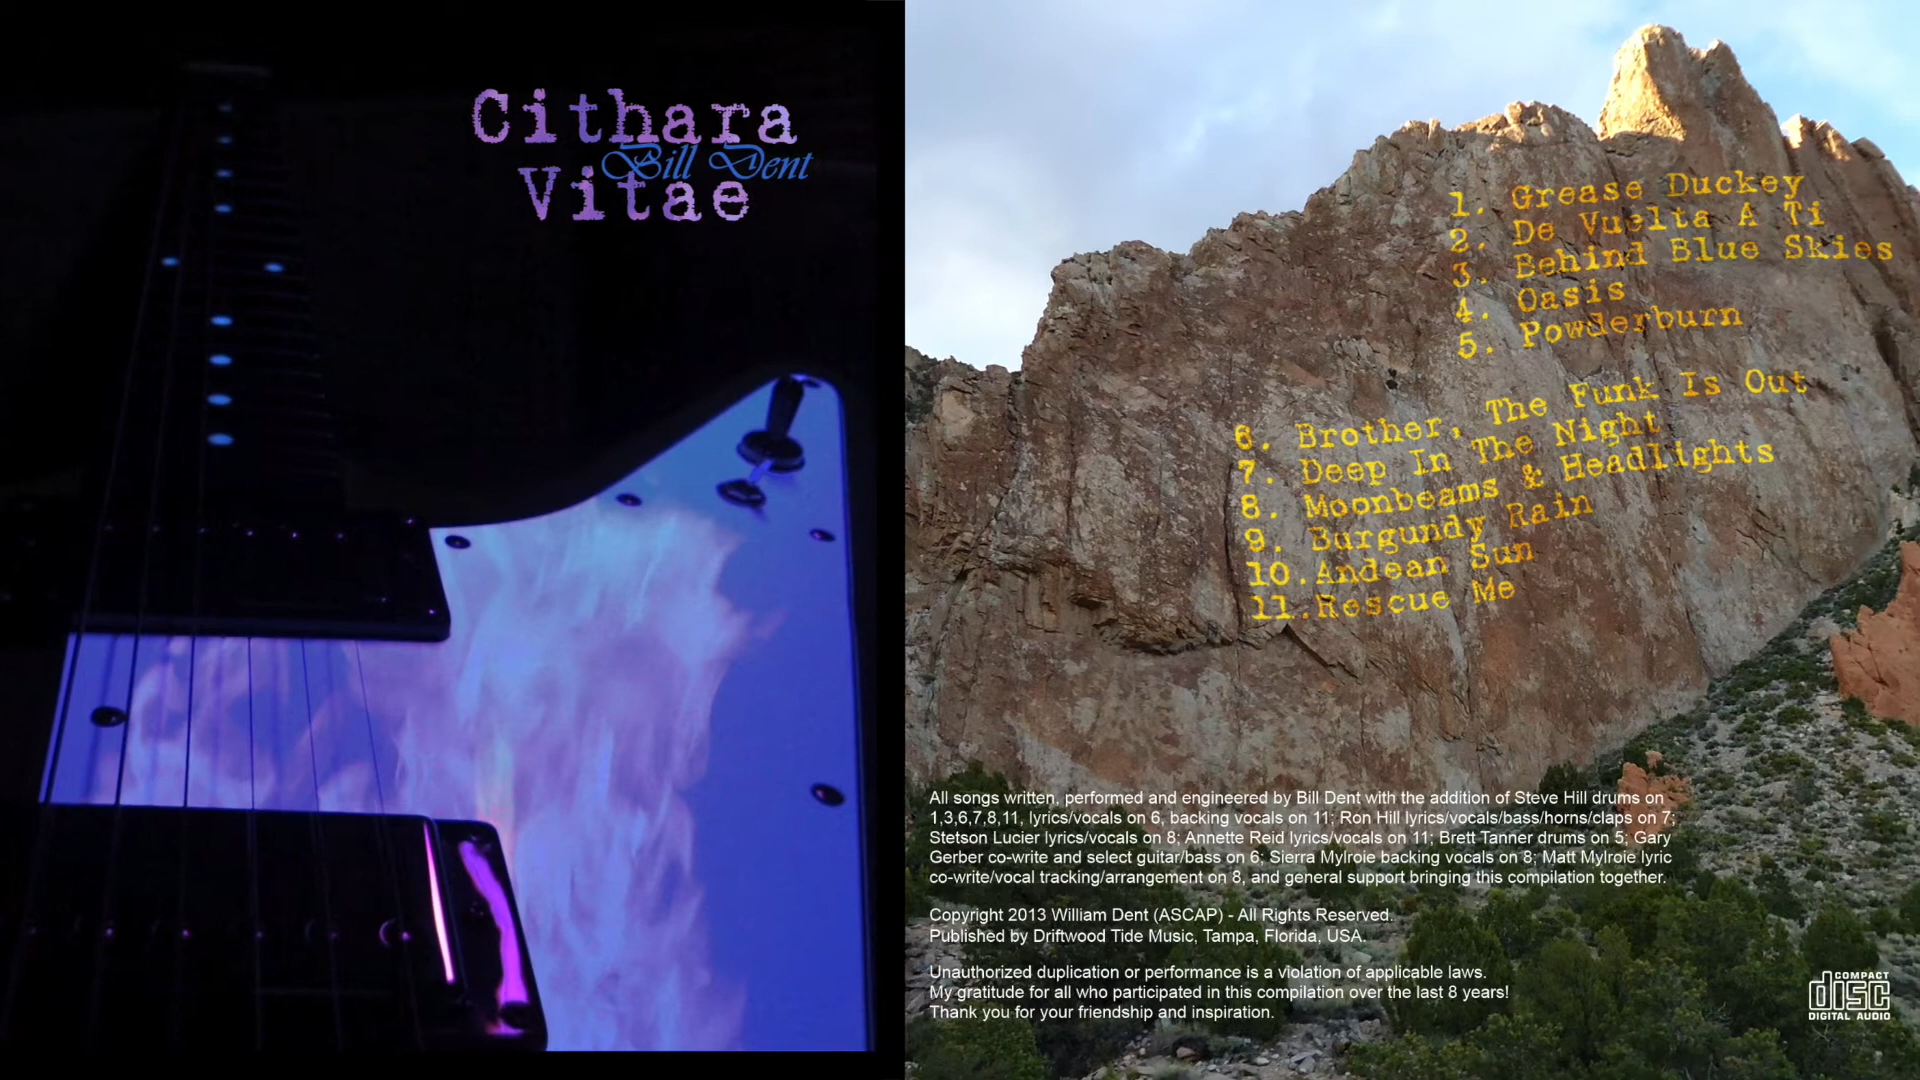 Cithara
Bill Dent
Vitae
1. Grease Duckey
2. De Vuelta A Ti
3. Behind Blue Skies
4. Oasis
5. Powderburn
6. Brother, The Funk Is Out
7. Deep In The Night
8. Moonbeams & Headlights
9. Burgundy Rain
10.Andean Sun
11.Rescue Me
All songs written, performed and engineered by Bill Dent with the addition of Steve Hill drums on
1,3,6,7,8,11, lyrics/vocals on 6, backing vocals on 11; Ron Hill lyrics/vocals/bass/horns/claps on 7;
Stetson Lucier lyrics/vocals on 8; Annette Reid lyrics/vocals on 11; Brett Tanner drums on 5; Gary
Gerber co-write and select guitar/bass on 6; Sierra Mylroie backing vocals on 8; Matt Mylroie lyric
co-write/vocal tracking/arrangement on 8, and general support bringing this compilation together.
Copyright 2013 William Dent (ASCAP) - All Rights Reserved.
Published by Driftwood Tide Music, Tampa, Florida, USA.
Unauthorized duplication or performance is a violation of applicable laws.
My gratitude for all who participated in this compilation over the last 8 years!
Thank you for your friendship and inspiration.
COMPACT
disc
DIGITAL AUDIO